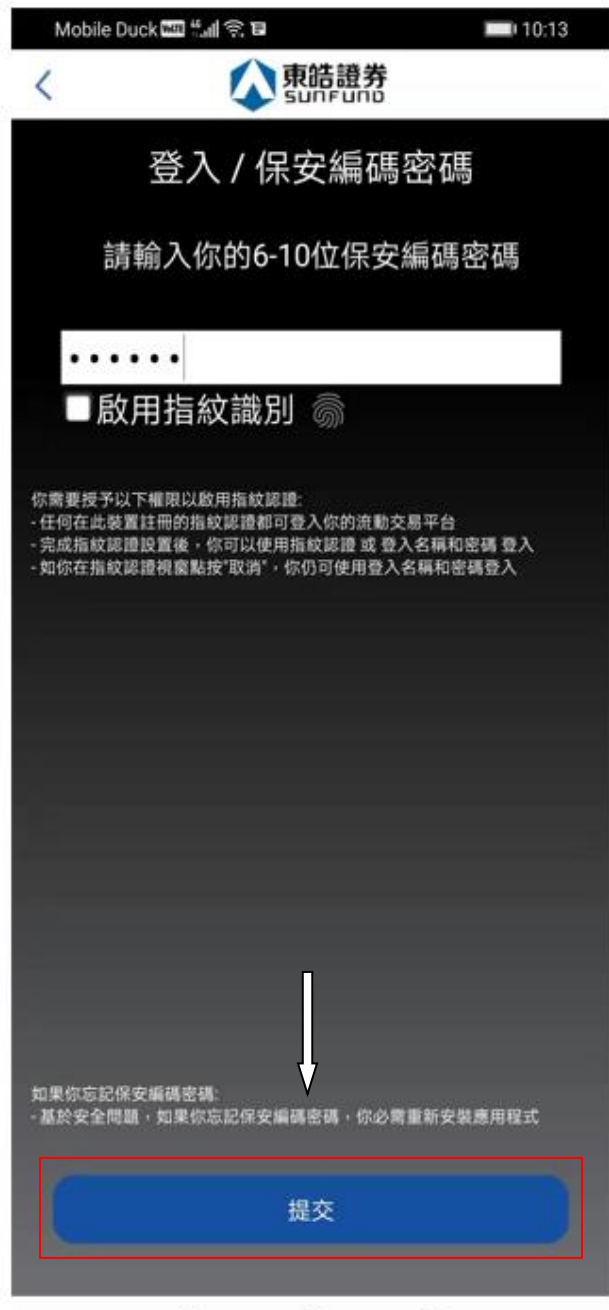 Mobile Duck VoLTE 46 10:13
東皓證券
SUNFUND
登入 / 保安編碼密碼
請輸入你的6-10位保安編碼密碼
••••••
啟用指紋識別
你需要授予以下權限以啟用指紋認證:
- 任何在此裝置註冊的指紋認證都可登入你的流動交易平台
- 完成指紋認證設置後，你可以使用指紋認證 或 登入名稱和密碼 登入
- 如你在指紋認證視窗點按"取消"，你仍可使用登入名稱和密碼登入
如果你忘記保安編碼密碼:
- 基於安全問題，如果你忘記保安編碼密碼，你必需重新安裝應用程式
提交